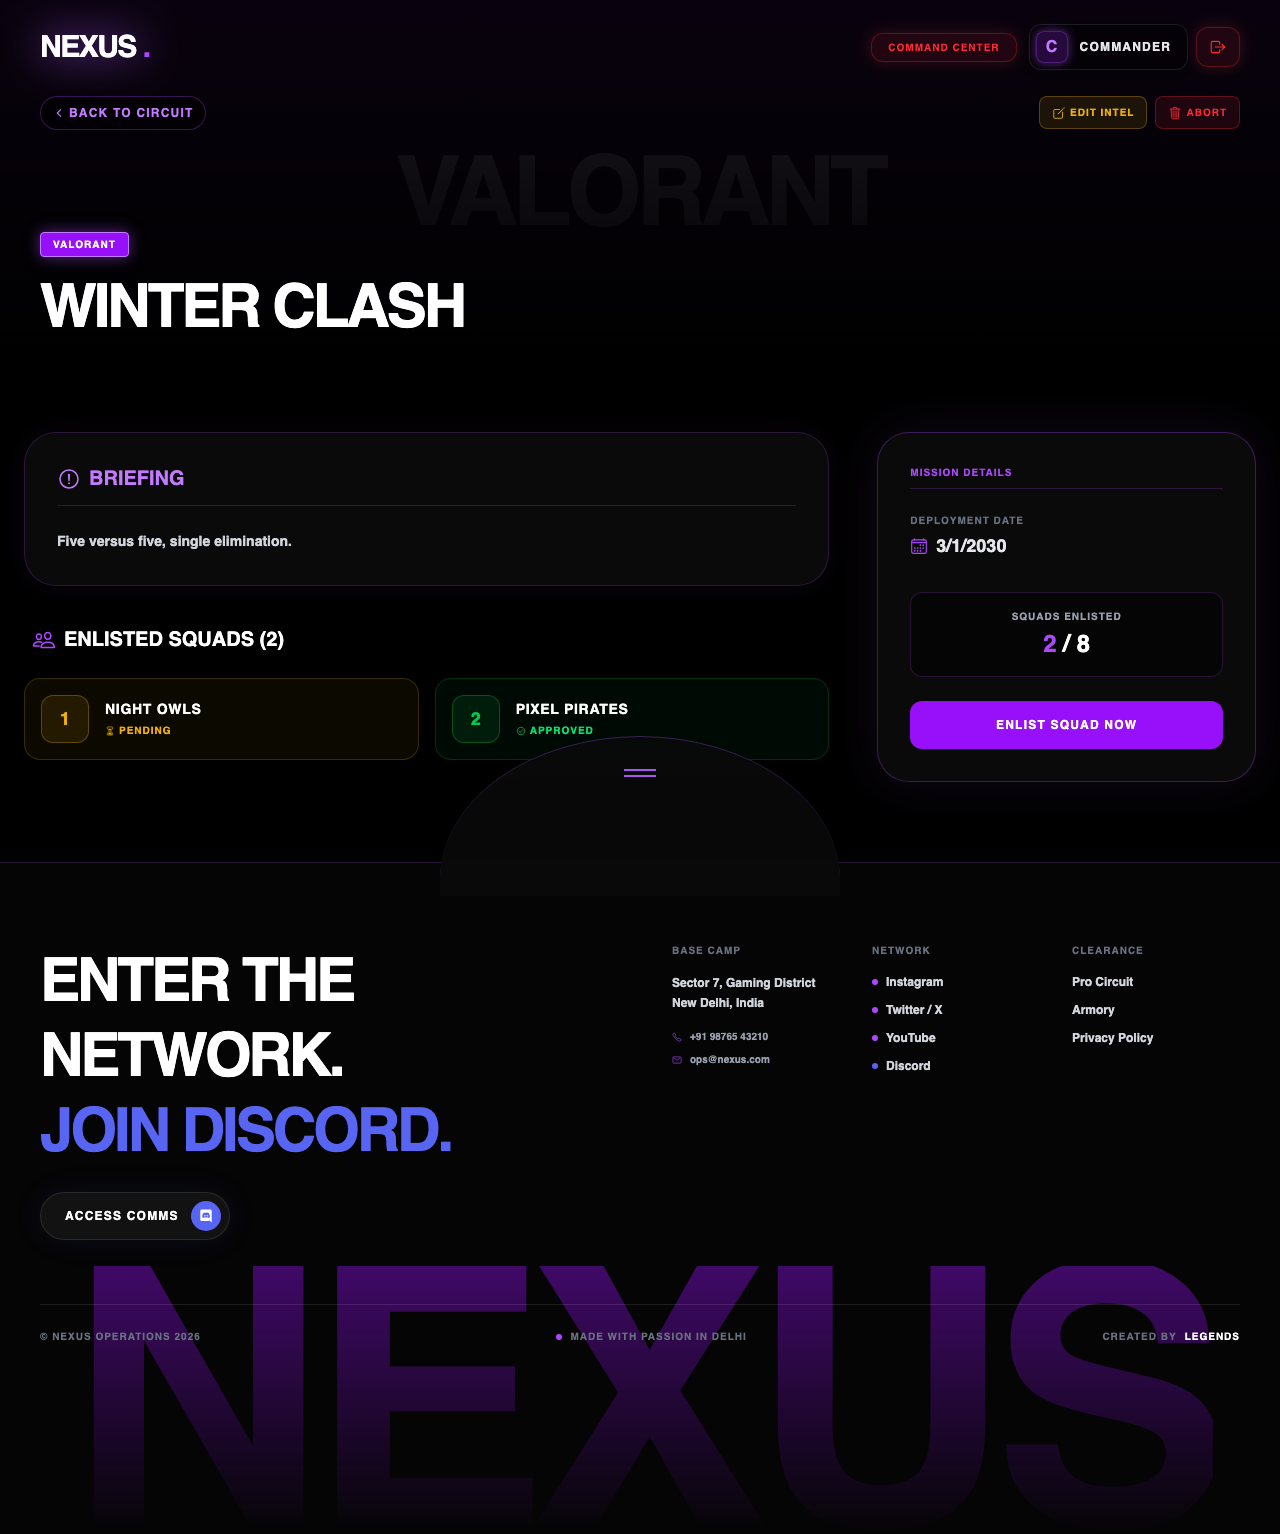 NEXUS .
COMMAND CENTER
C COMMANDER
BACK TO CIRCUIT
EDIT INTEL
ABORT
VALORANT
VALORANT
WINTER CLASH
BRIEFING
Five versus five, single elimination.
ENLISTED SQUADS (2)
1
NIGHT OWLS
PENDING
2
PIXEL PIRATES
APPROVED
MISSION DETAILS
DEPLOYMENT DATE
3/1/2030
SQUADS ENLISTED
2 / 8
ENLIST SQUAD NOW
ENTER THE
NETWORK.
JOIN DISCORD.
ACCESS COMMS
BASE CAMP
Sector 7, Gaming District
New Delhi, India
+91 98765 43210
ops@nexus.com
NETWORK
Instagram
Twitter / X
YouTube
Discord
CLEARANCE
Pro Circuit
Armory
Privacy Policy
© NEXUS OPERATIONS 2026
MADE WITH PASSION IN DELHI
CREATED BY LEGENDS
NEXUS